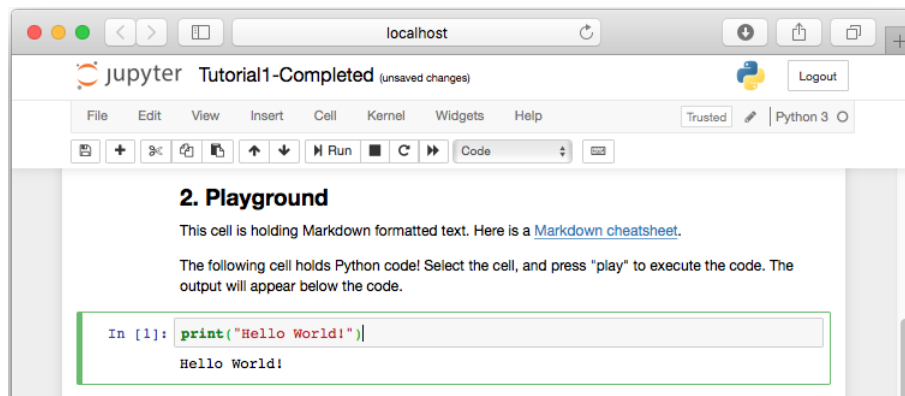 localhost
jupyter Tutorial1-Completed (unsaved changes) Logout
File Edit View Insert Cell Kernel Widgets Help Trusted Python 3
Run Code
2. Playground
This cell is holding Markdown formatted text. Here is a Markdown cheatsheet.
The following cell holds Python code! Select the cell, and press "play" to execute the code. The
output will appear below the code.
In [1]: print("Hello World!")
Hello World!